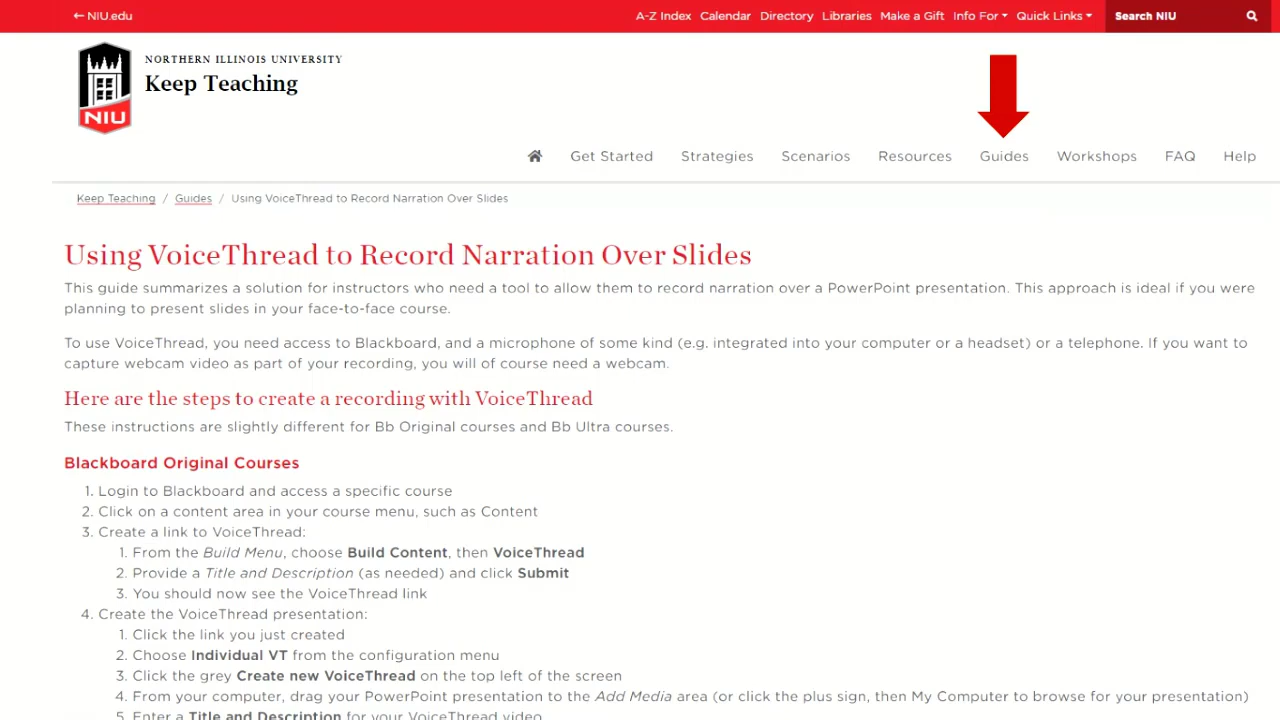 ← NIU.edu
A-Z Index Calendar Directory Libraries Make a Gift Info For Quick Links Search NIU
NORTHERN ILLINOIS UNIVERSITY
Keep Teaching
NIU
Get Started Strategies Scenarios Resources Guides Workshops FAQ Help
Keep Teaching / Guides / Using VoiceThread to Record Narration Over Slides
Using VoiceThread to Record Narration Over Slides
This guide summarizes a solution for instructors who need a tool to allow them to record narration over a PowerPoint presentation. This approach is ideal if you were
planning to present slides in your face-to-face course.
To use VoiceThread, you need access to Blackboard, and a microphone of some kind (e.g. integrated into your computer or a headset) or a telephone. If you want to
capture webcam video as part of your recording, you will of course need a webcam.
Here are the steps to create a recording with VoiceThread
These instructions are slightly different for Bb Original courses and Bb Ultra courses.
Blackboard Original Courses
1. Login to Blackboard and access a specific course
2. Click on a content area in your course menu, such as Content
3. Create a link to VoiceThread:
1. From the Build Menu, choose Build Content, then VoiceThread
2. Provide a Title and Description (as needed) and click Submit
3. You should now see the VoiceThread link
4. Create the VoiceThread presentation:
1. Click the link you just created
2. Choose Individual VT from the configuration menu
3. Click the grey Create new VoiceThread on the top left of the screen
4. From your computer, drag your PowerPoint presentation to the Add Media area (or click the plus sign, then My Computer to browse for your presentation)
5. Enter a Title and Description for your VoiceThread video